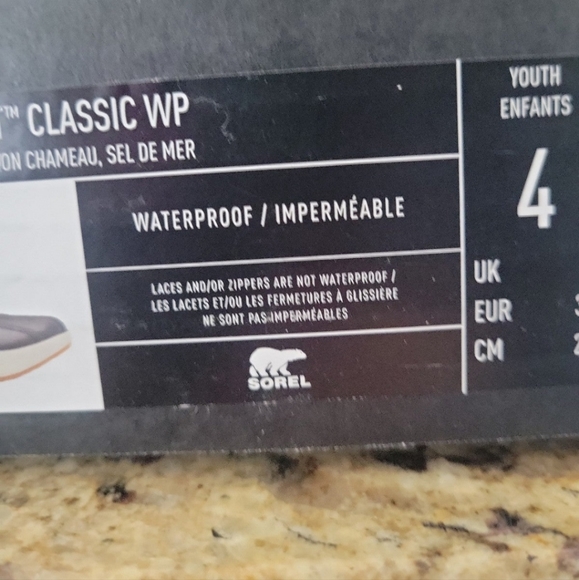 ™ CLASSIC WP
CHAMEAU, SEL DE MER
WATERPROOF / IMPERMÉABLE
LACES AND/OR ZIPPERS ARE NOT WATERPROOF /
LES LACETS ET/OU LES FERMETURES À GLISSIÈRE
NE SONT PAS IMPERMÉABLES
SOREL
YOUTH
ENFANTS
4
UK
EUR
CM